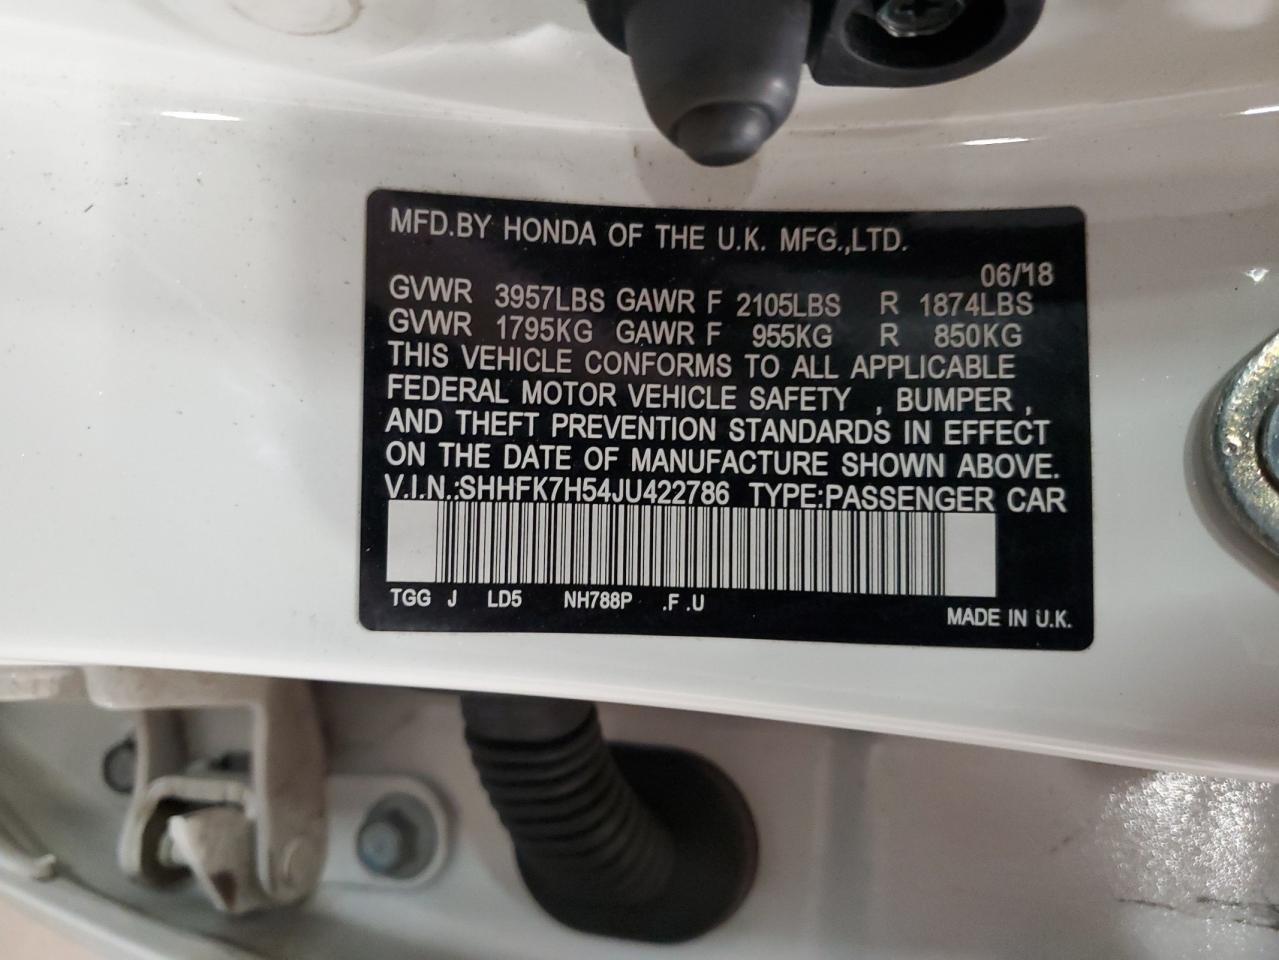 MFD.BY HONDA OF THE U.K. MFG.,LTD.
06/'18
GVWR 3957LBS GAWR F 2105LBS R 1874LBS
GVWR 1795KG GAWR F 955KG R 850KG
THIS VEHICLE CONFORMS TO ALL APPLICABLE
FEDERAL MOTOR VEHICLE SAFETY , BUMPER ,
AND THEFT PREVENTION STANDARDS IN EFFECT
ON THE DATE OF MANUFACTURE SHOWN ABOVE.
V.I.N.:SHHFK7H54JU422786 TYPE:PASSENGER CAR
TGG J LD5 NH788P .F .U
MADE IN U.K.